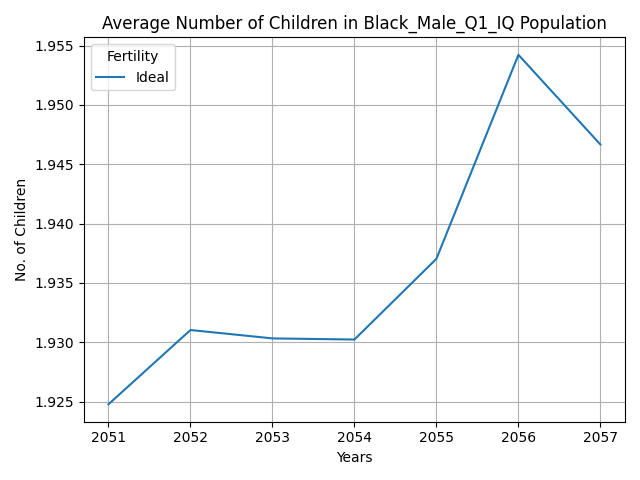 Average Number of Children in Black_Male_Q1_IQ Population
1.955
1.950
1.945
1.940
1.935
1.930
1.925
No. of Children
Fertility
Ideal
2051 2052 2053 2054 2055 2056 2057
Years